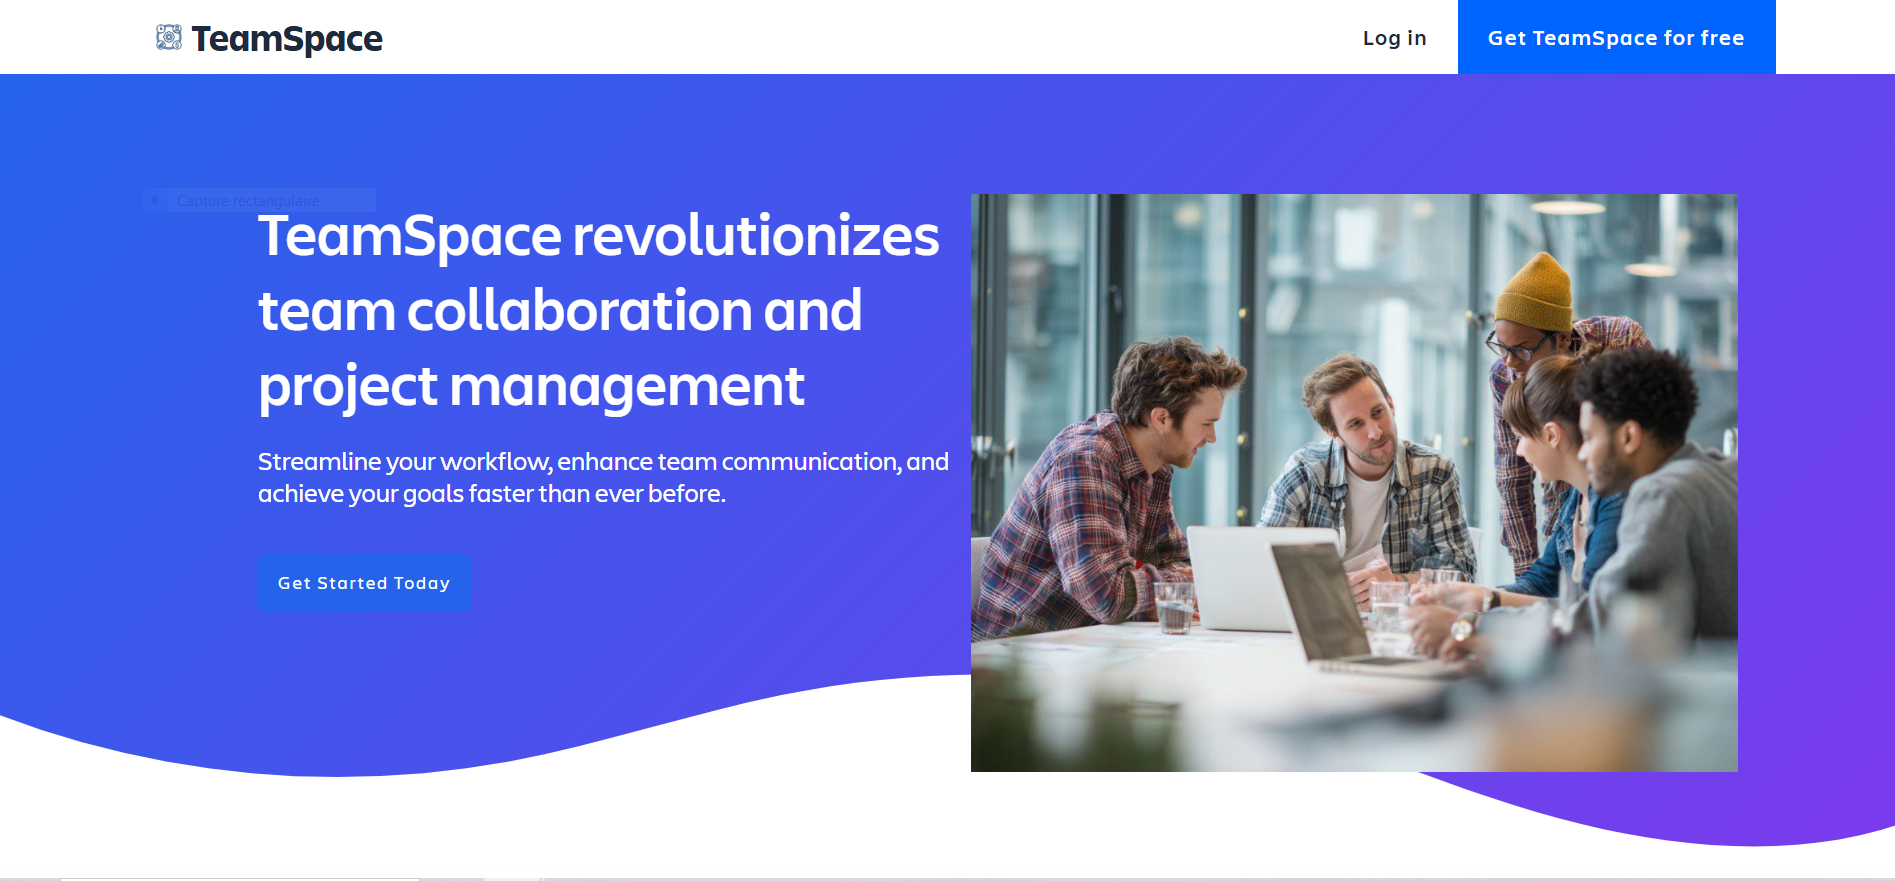 TeamSpace
Log in
Get TeamSpace for free
Capture rectangulaire
TeamSpace revolutionizes
team collaboration and
project management
Streamline your workflow, enhance team communication, and
achieve your goals faster than ever before.
Get Started Today